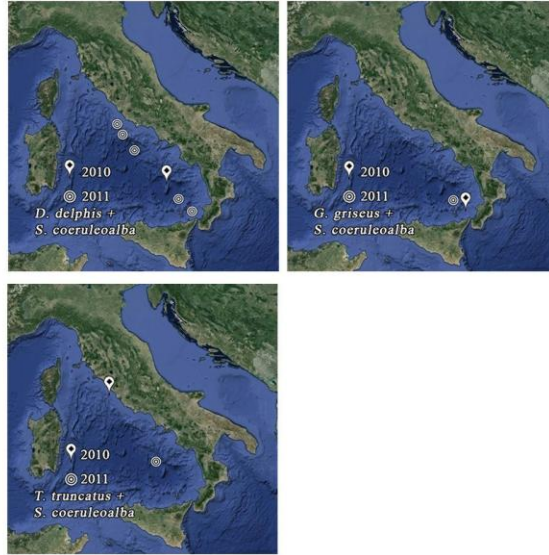 2010
2011
D. delphis +
S. coeruleoalba
2010
2011
G. griseus +
S. coeruleoalba
2010
2011
T. truncatus +
S. coeruleoalba